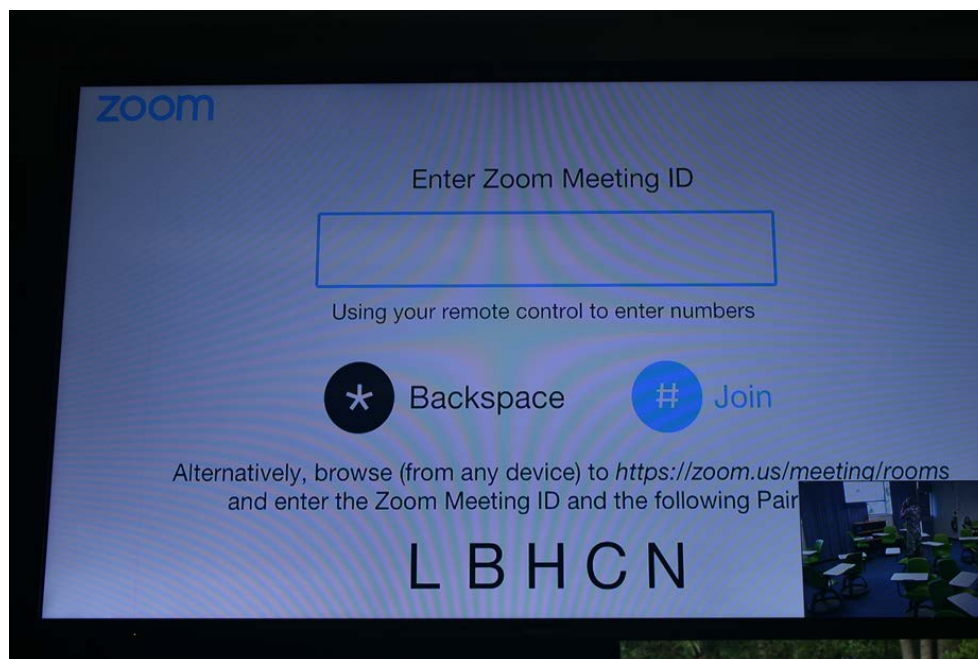 zoom
Enter Zoom Meeting ID
Using your remote control to enter numbers
* Backspace
# Join
Alternatively, browse (from any device) to https://zoom.us/meeting/rooms
and enter the Zoom Meeting ID and the following Pair
L B H C N